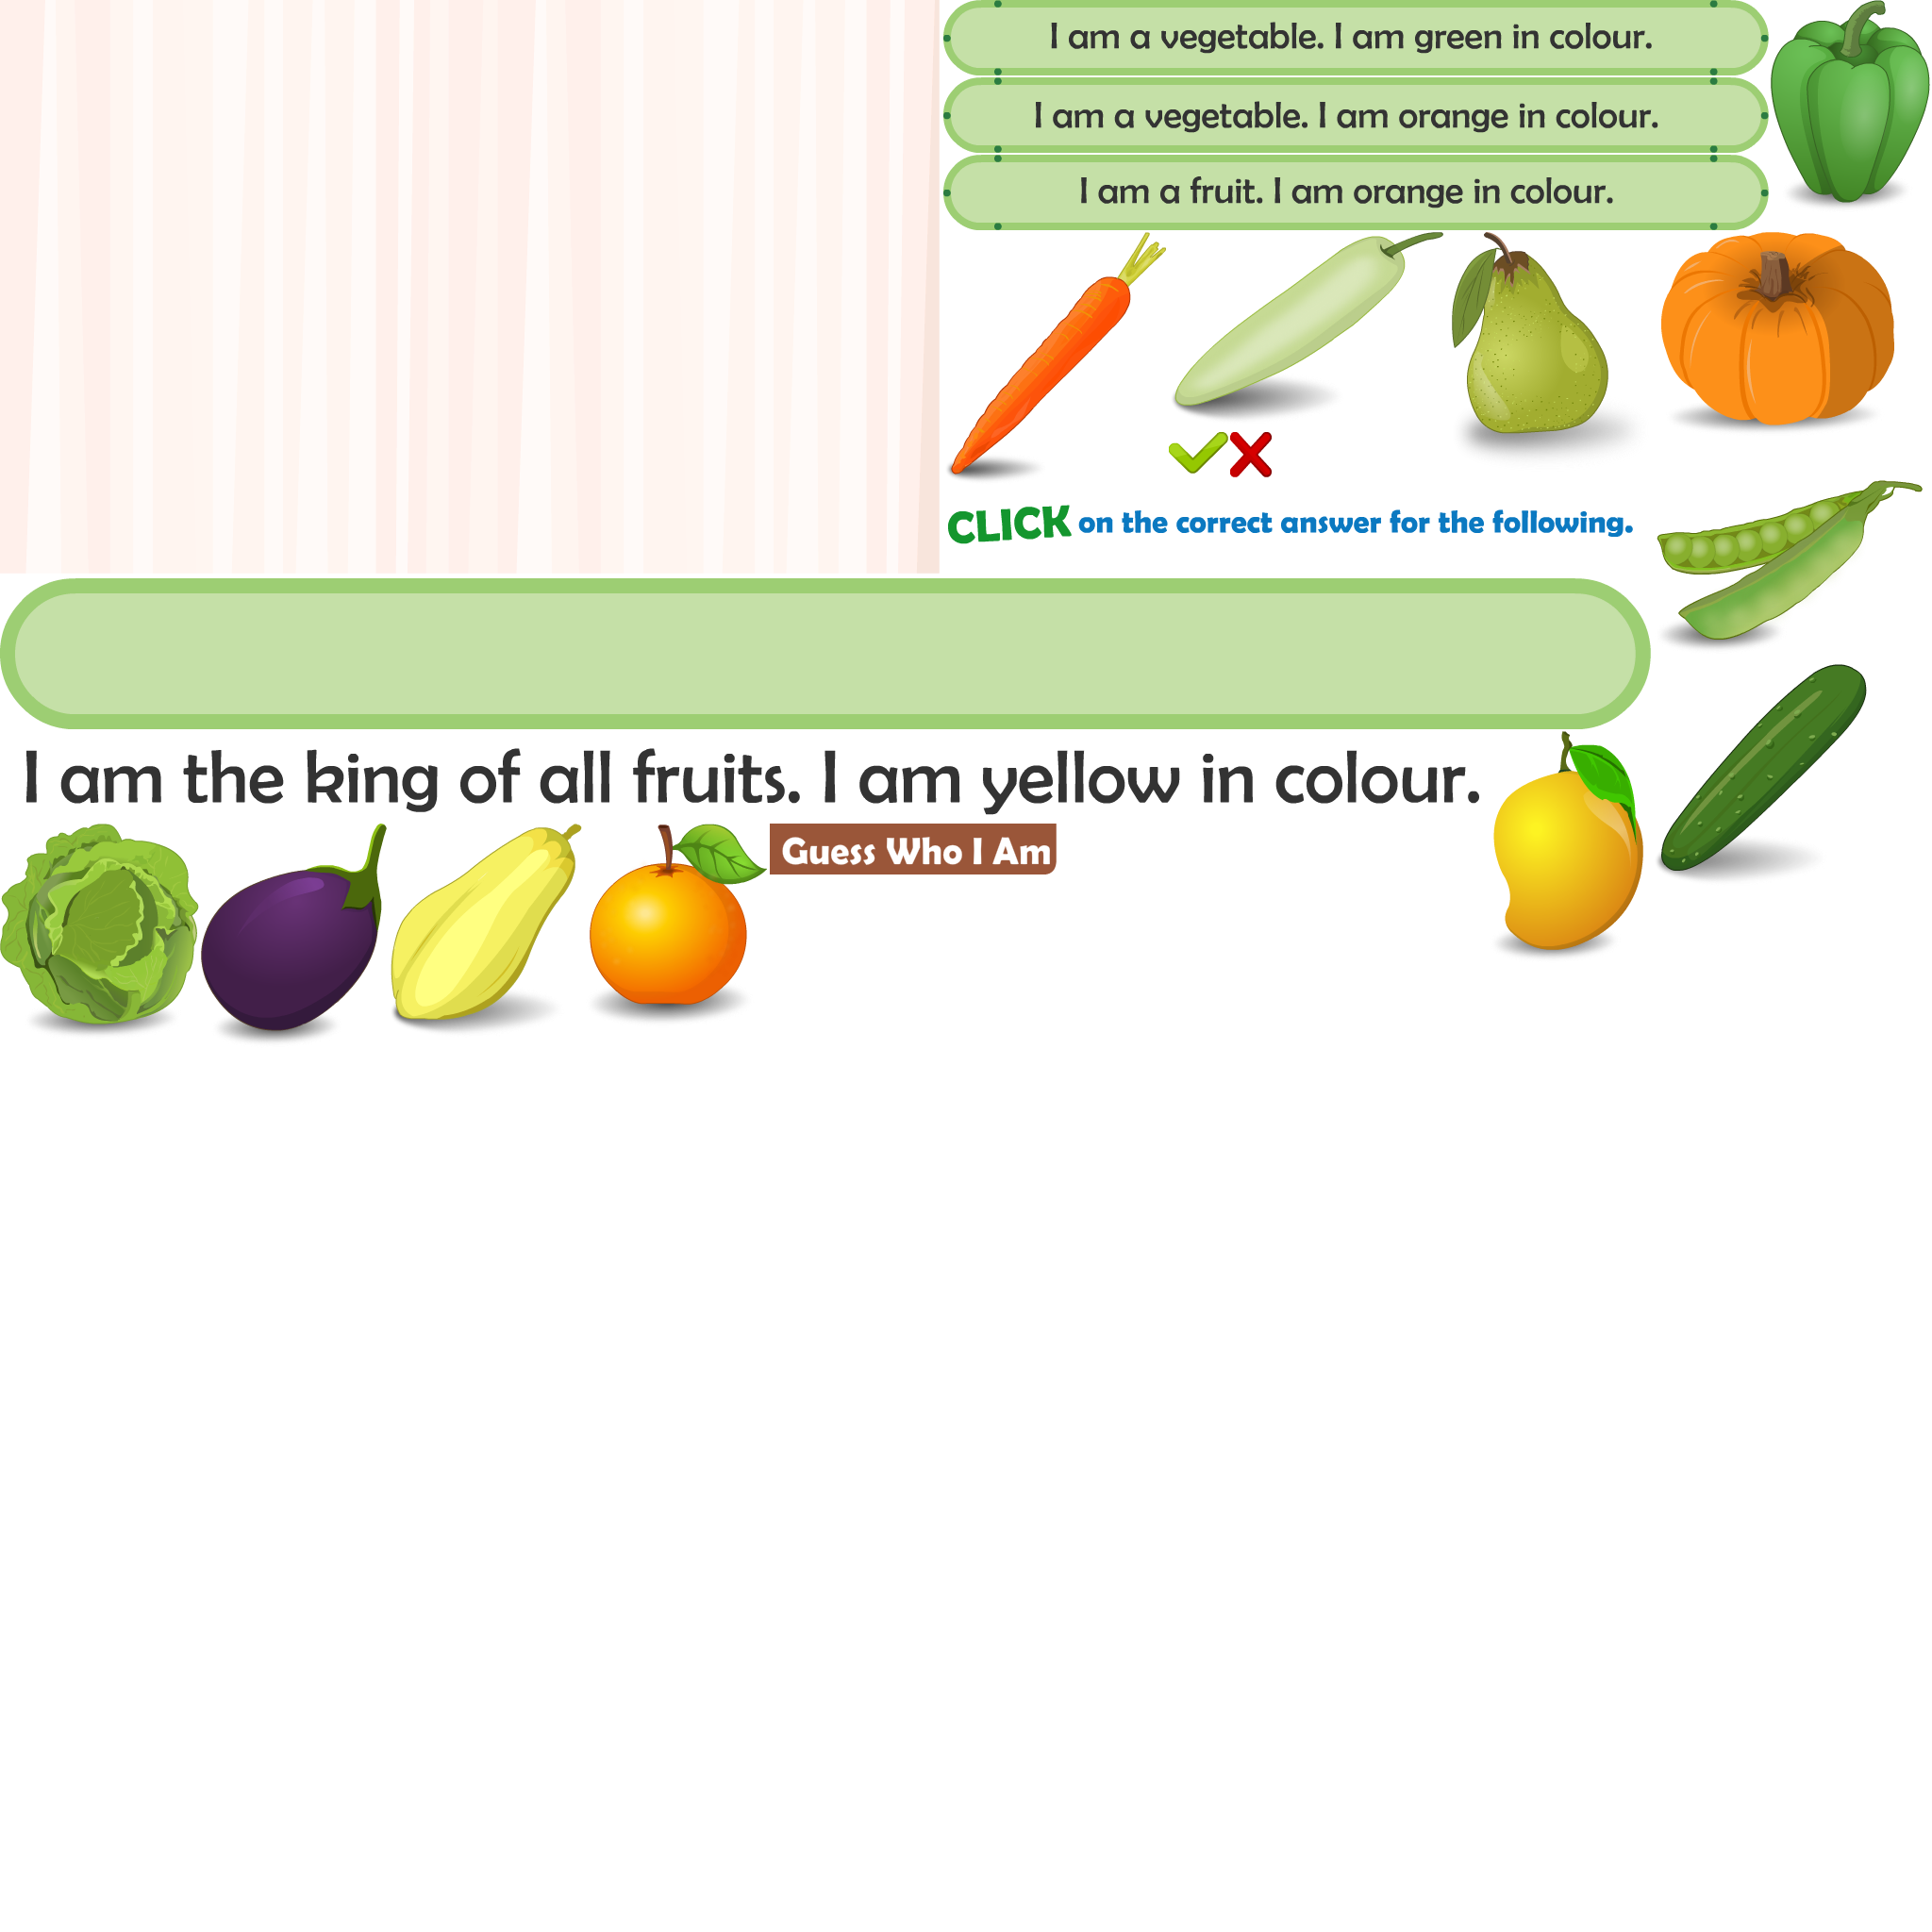 I am a vegetable. I am green in colour.
I am a vegetable. I am orange in colour.
I am a fruit. I am orange in colour.
CLICK on the correct answer for the following.
I am the king of all fruits. I am yellow in colour.
Guess Who I Am